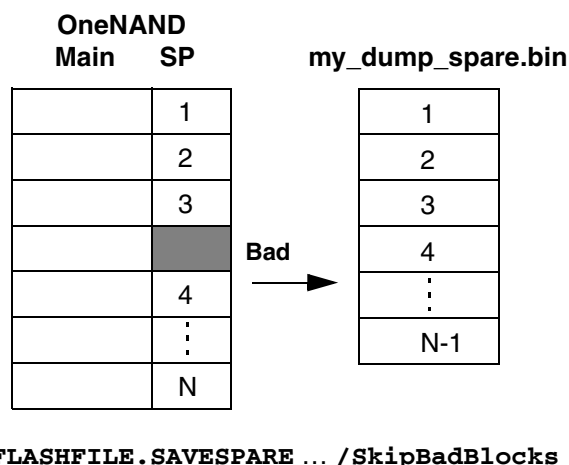 OneNAND
Main SP my_dump_spare.bin
1 1
2 2
3 3
Bad 4
4
N-1
N
FLASHFILE.SAVESPARE … /SkipBadBlocks